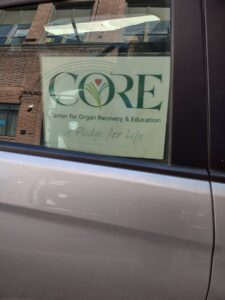 CORE
Center for Organ Recovery & Education
A Pledge for Life